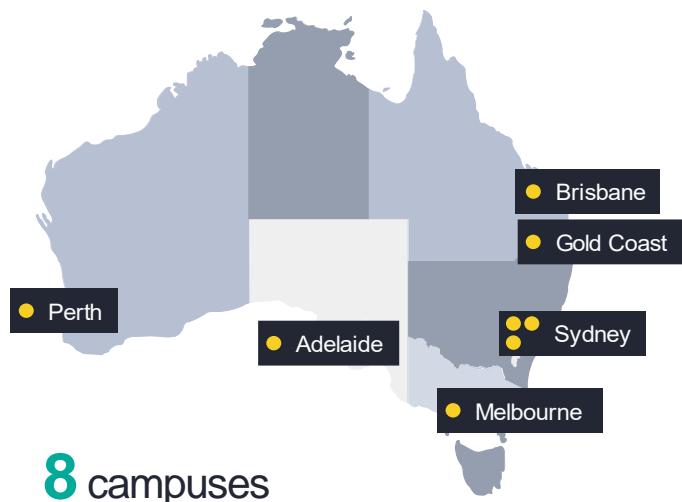 Brisbane
Gold Coast
Perth
Sydney
Adelaide
Melbourne
8 campuses